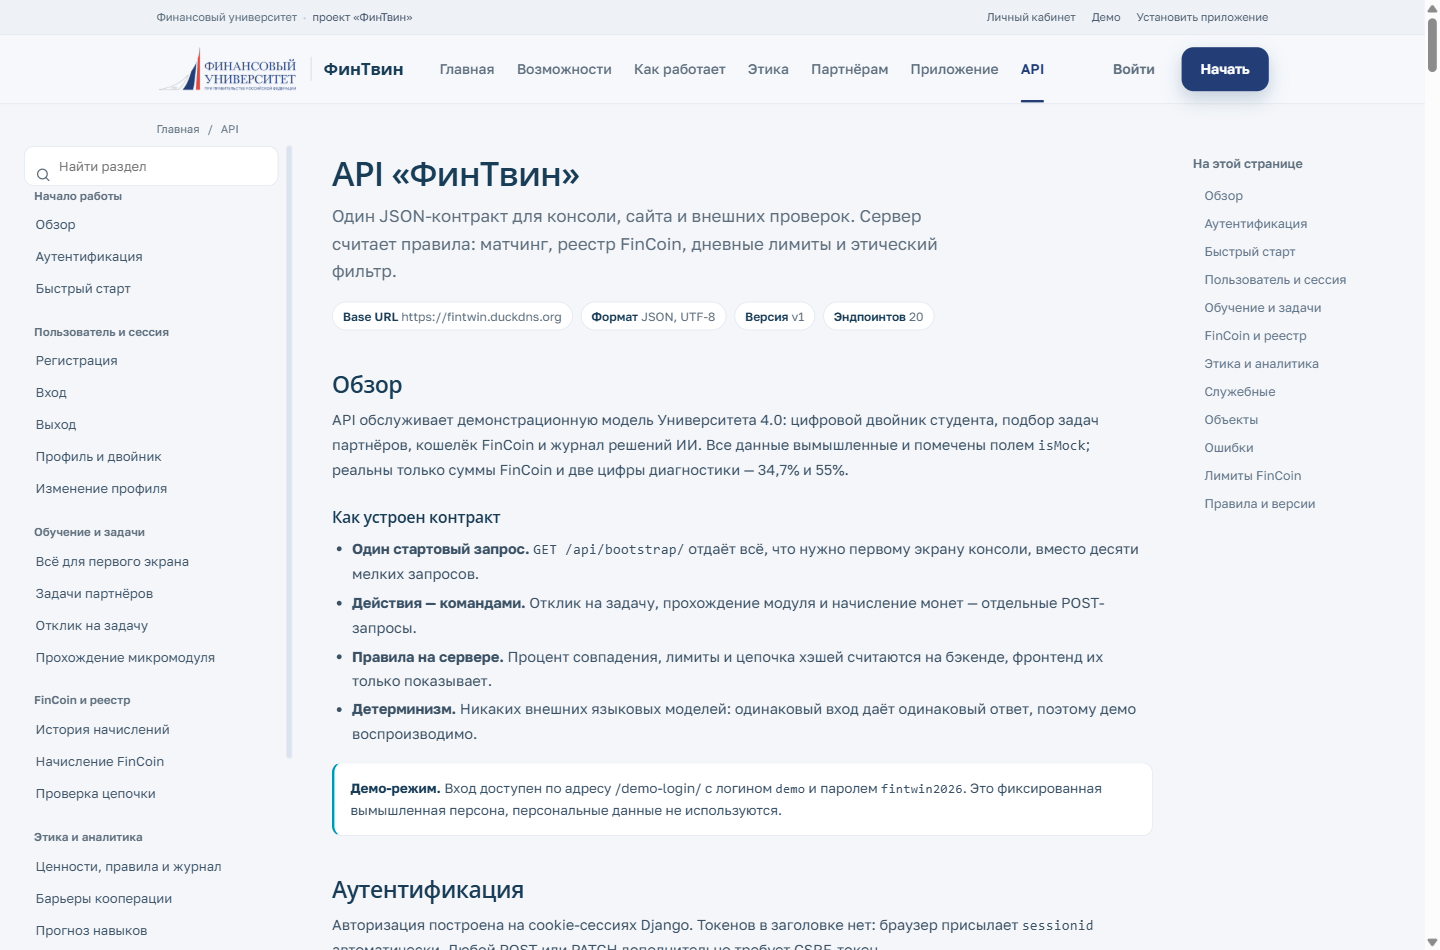 Финансовый университет · проект «ФинТвин»
Личный кабинет Демо Установить приложение
ФИНАНСОВЫЙ
УНИВЕРСИТЕТ
ПРИ ПРАВИТЕЛЬСТВЕ РОССИЙСКОЙ ФЕДЕРАЦИИ
ФинТвин
Главная Возможности Как работает Этика Партнёрам Приложение API
Войти
Начать
Главная / API
Найти раздел
Начало работы
Обзор
Аутентификация
Быстрый старт
Пользователь и сессия
Регистрация
Вход
Выход
Профиль и двойник
Изменение профиля
Обучение и задачи
Всё для первого экрана
Задачи партнёров
Отклик на задачу
Прохождение микромодуля
FinCoin и реестр
История начислений
Начисление FinCoin
Проверка цепочки
Этика и аналитика
Ценности, правила и журнал
Барьеры кооперации
Прогноз навыков
API «ФинТвин»
Один JSON-контракт для консоли, сайта и внешних проверок. Сервер
считает правила: матчинг, реестр FinCoin, дневные лимиты и этический
фильтр.
Base URL https://fintwin.duckdns.org
Формат JSON, UTF-8
Версия v1
Эндпоинтов 20
Обзор
API обслуживает демонстрационную модель Университета 4.0: цифровой двойник студента, подбор задач
партнёров, кошелёк FinCoin и журнал решений ИИ. Все данные вымышленные и помечены полем isMock;
реальны только суммы FinCoin и две цифры диагностики — 34,7% и 55%.
Как устроен контракт
• Один стартовый запрос. GET /api/bootstrap/ отдаёт всё, что нужно первому экрану консоли, вместо десяти
мелких запросов.
• Действия — командами. Отклик на задачу, прохождение модуля и начисление монет — отдельные POST-
запросы.
• Правила на сервере. Процент совпадения, лимиты и цепочка хэшей считаются на бэкенде, фронтенд их
только показывает.
• Детерминизм. Никаких внешних языковых моделей: одинаковый вход даёт одинаковый ответ, поэтому демо
воспроизводимо.
Демо-режим. Вход доступен по адресу /demo-login/ с логином demo и паролем fintwin2026. Это фиксированная
вымышленная персона, персональные данные не используются.
Аутентификация
Авторизация построена на cookie-сессиях Django. Токенов в заголовке нет: браузер присылает sessionid
автоматически. Любой POST или PATCH дополнительно требует CSRF-токен.
На этой странице
Обзор
Аутентификация
Быстрый старт
Пользователь и сессия
Обучение и задачи
FinCoin и реестр
Этика и аналитика
Служебные
Объекты
Ошибки
Лимиты FinCoin
Правила и версии